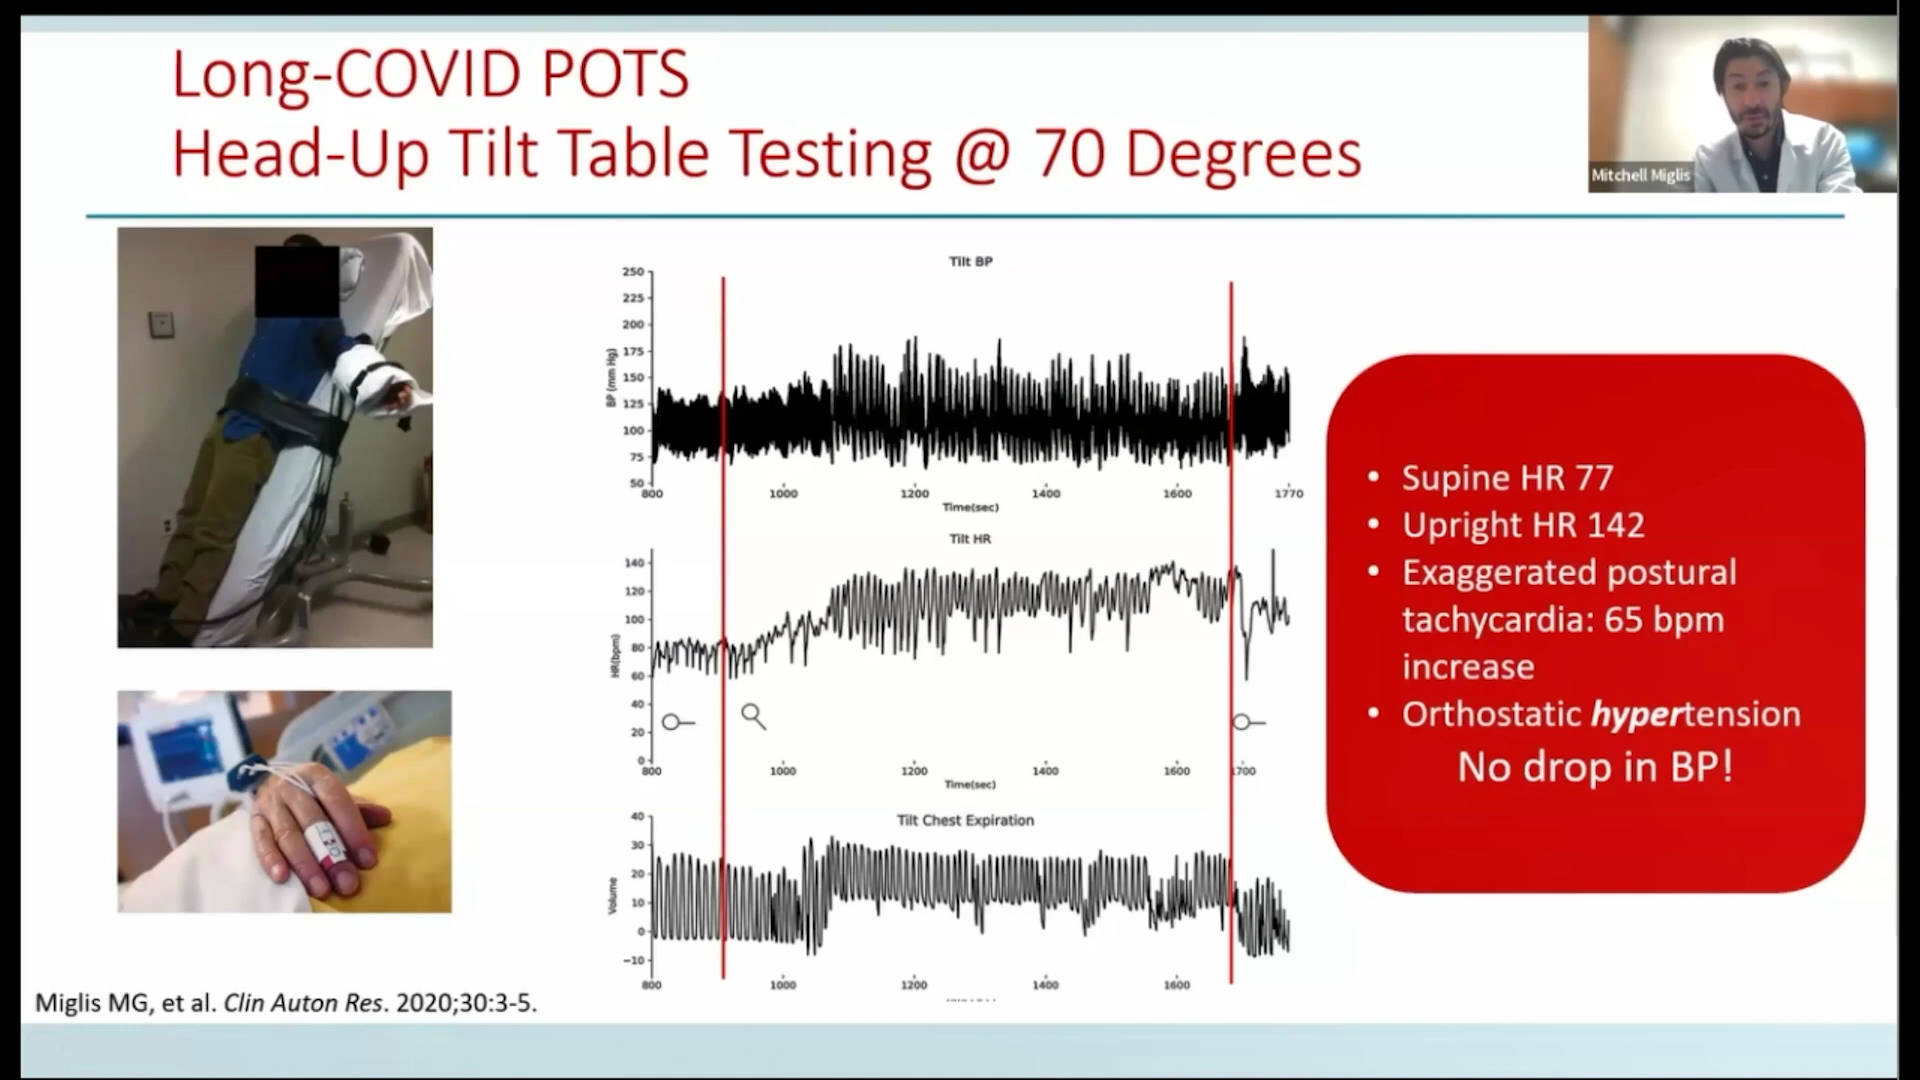 Long-COVID POTS
Head-Up Tilt Table Testing @ 70 Degrees
Mitchell Miglis
Tilt BP
250
225
200
175
150
125
100
75
50
BP (mm Hg)
800 1000 1200 1400 1600 1770
Time(sec)
Tilt HR
140
120
100
80
60
40
20
0
HR(bpm)
800 1000 1200 1400 1600 1700
Time(sec)
Tilt Chest Expiration
40
30
20
10
0
−10
Volume
800 1000 1200 1400 1600
• Supine HR 77
• Upright HR 142
• Exaggerated postural
tachycardia: 65 bpm
increase
• Orthostatic hypertension
No drop in BP!
Miglis MG, et al. Clin Auton Res. 2020;30:3-5.